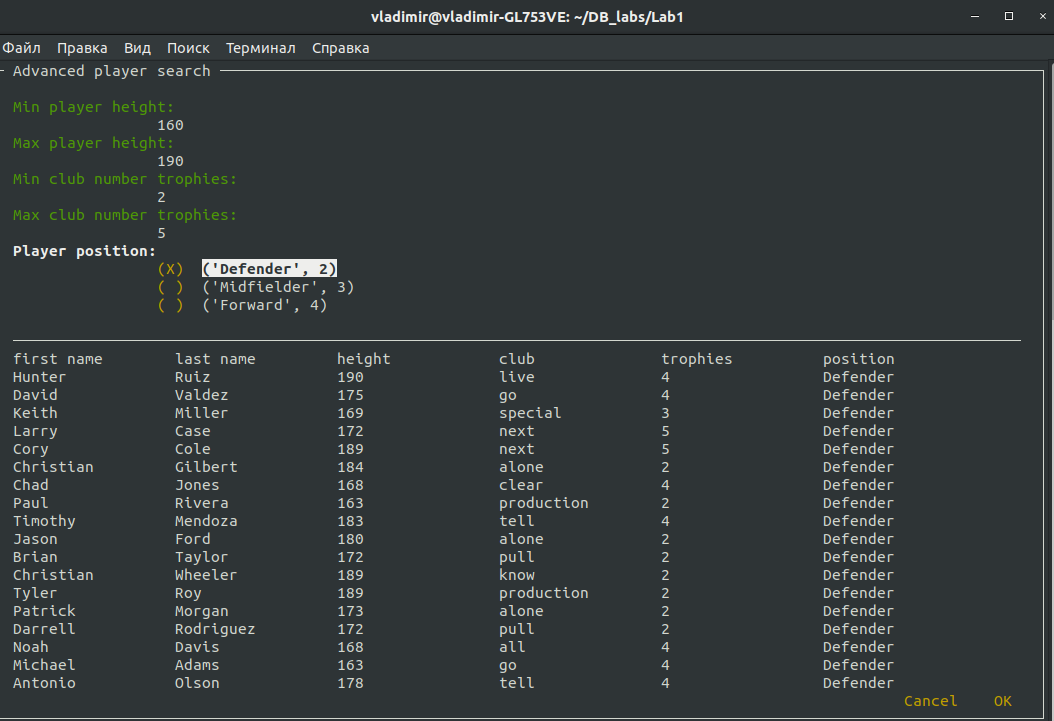 vladimir@vladimir-GL753VE: ~/DB_labs/Lab1
Файл Правка Вид Поиск Терминал Справка
Advanced player search
Min player height:
160
Max player height:
190
Min club number trophies:
2
Max club number trophies:
5
Player position:
(X) ('Defender', 2)
( ) ('Midfielder', 3)
( ) ('Forward', 4)
first name last name height club trophies position
Hunter Ruiz 190 live 4 Defender
David Valdez 175 go 4 Defender
Keith Miller 169 special 3 Defender
Larry Case 172 next 5 Defender
Cory Cole 189 next 5 Defender
Christian Gilbert 184 alone 2 Defender
Chad Jones 168 clear 4 Defender
Paul Rivera 163 production 2 Defender
Timothy Mendoza 183 tell 4 Defender
Jason Ford 180 alone 2 Defender
Brian Taylor 172 pull 2 Defender
Christian Wheeler 189 know 2 Defender
Tyler Roy 189 production 2 Defender
Patrick Morgan 173 alone 2 Defender
Darrell Rodriguez 172 pull 2 Defender
Noah Davis 168 all 4 Defender
Michael Adams 163 go 4 Defender
Antonio Olson 178 tell 4 Defender
Cancel OK